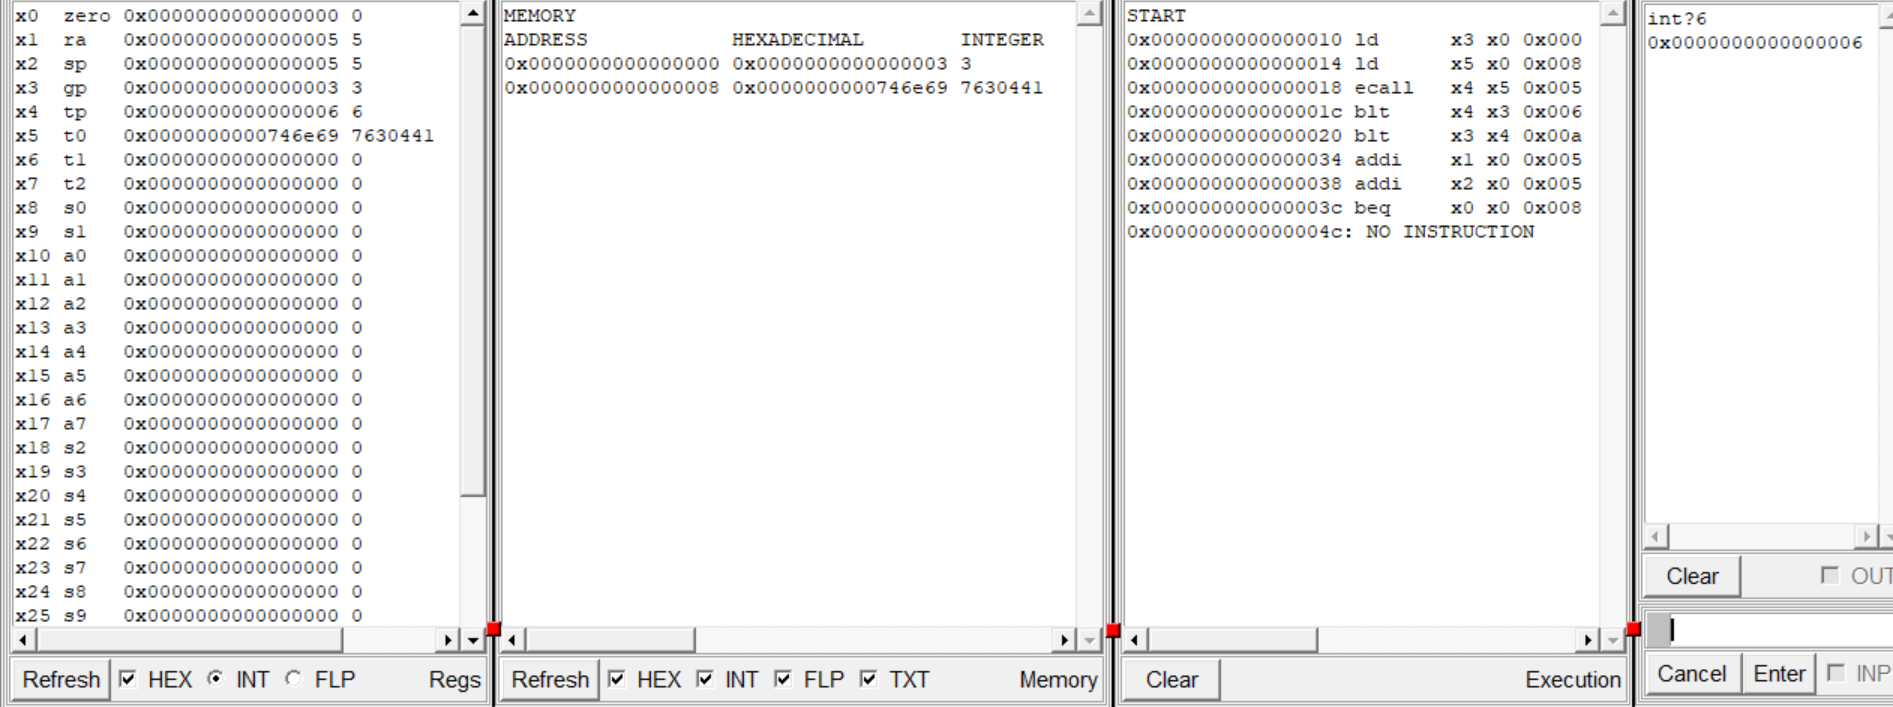 x0 zero 0x0000000000000000 0
x1 ra 0x0000000000000005 5
x2 sp 0x0000000000000005 5
x3 gp 0x0000000000000003 3
x4 tp 0x0000000000000006 6
x5 t0 0x0000000000746e69 7630441
x6 t1 0x0000000000000000 0
x7 t2 0x0000000000000000 0
x8 s0 0x0000000000000000 0
x9 s1 0x0000000000000000 0
x10 a0 0x0000000000000000 0
x11 a1 0x0000000000000000 0
x12 a2 0x0000000000000000 0
x13 a3 0x0000000000000000 0
x14 a4 0x0000000000000000 0
x15 a5 0x0000000000000000 0
x16 a6 0x0000000000000000 0
x17 a7 0x0000000000000000 0
x18 s2 0x0000000000000000 0
x19 s3 0x0000000000000000 0
x20 s4 0x0000000000000000 0
x21 s5 0x0000000000000000 0
x22 s6 0x0000000000000000 0
x23 s7 0x0000000000000000 0
x24 s8 0x0000000000000000 0
x25 s9 0x0000000000000000 0
Refresh HEX INT FLP Regs
MEMORY
ADDRESS HEXADECIMAL INTEGER
0x0000000000000000 0x0000000000000003 3
0x0000000000000008 0x0000000000746e69 7630441
Refresh HEX INT FLP TXT Memory
START
0x0000000000000010 ld x3 x0 0x000
0x0000000000000014 ld x5 x0 0x008
0x0000000000000018 ecall x4 x5 0x005
0x000000000000001c blt x4 x3 0x006
0x0000000000000020 blt x3 x4 0x00a
0x0000000000000034 addi x1 x0 0x005
0x0000000000000038 addi x2 x0 0x005
0x000000000000003c beq x0 x0 0x008
0x000000000000004c: NO INSTRUCTION
Clear Execution
int?6
0x0000000000000006
Clear OUT
Cancel Enter INP